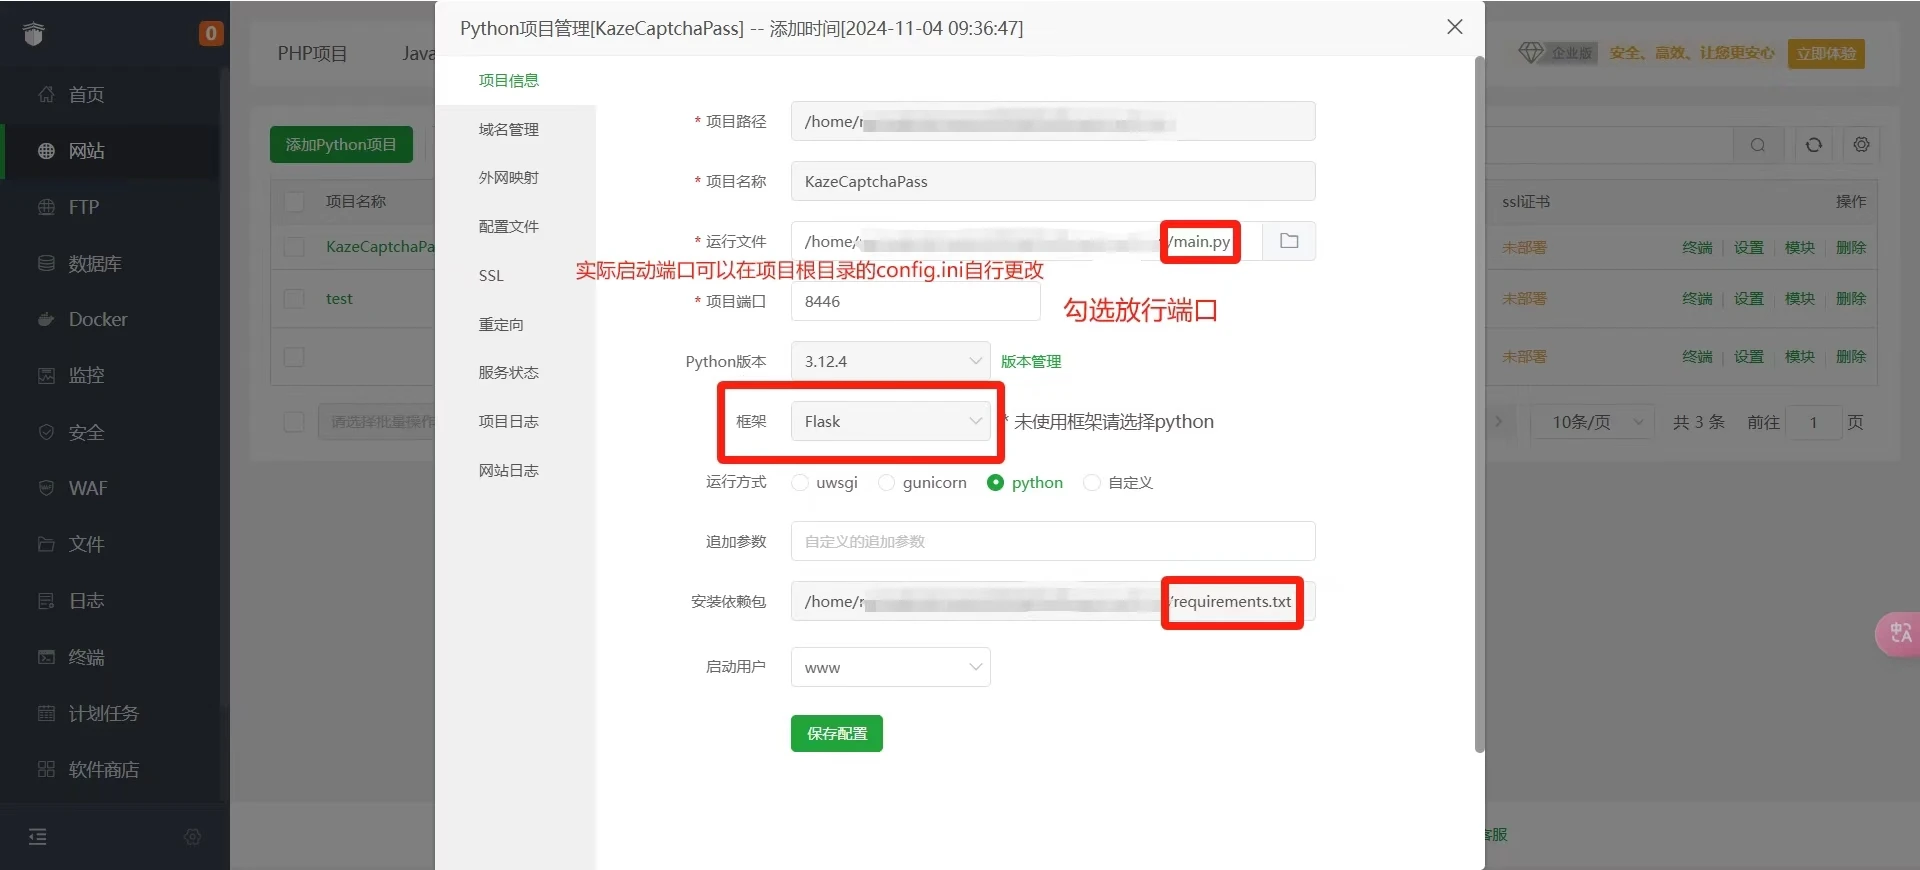 0
首页
网站
FTP
数据库
Docker
监控
安全
WAF
文件
日志
终端
计划任务
软件商店
PHP项目
Java
企业版
安全、高效、让您更安心
立即体验
添加Python项目
项目名称
ssl证书
操作
KazeCaptchaPa
未部署
终端
设置
模块
删除
test
未部署
终端
设置
模块
删除
未部署
终端
设置
模块
删除
请选择批量操作
10条/页
共 3 条
前往
1
页
客服
Python项目管理[KazeCaptchaPass] -- 添加时间[2024-11-04 09:36:47]
项目信息
域名管理
外网映射
配置文件
SSL
重定向
服务状态
项目日志
网站日志
* 项目路径
/home/r
* 项目名称
KazeCaptchaPass
* 运行文件
/home/
/main.py
实际启动端口可以在项目根目录的config.ini自行更改
* 项目端口
8446
勾选放行端口
Python版本
3.12.4
版本管理
框架
Flask
* 未使用框架请选择python
运行方式
uwsgi
gunicorn
python
自定义
追加参数
自定义的追加参数
安装依赖包
/home/r
/requirements.txt
启动用户
www
保存配置